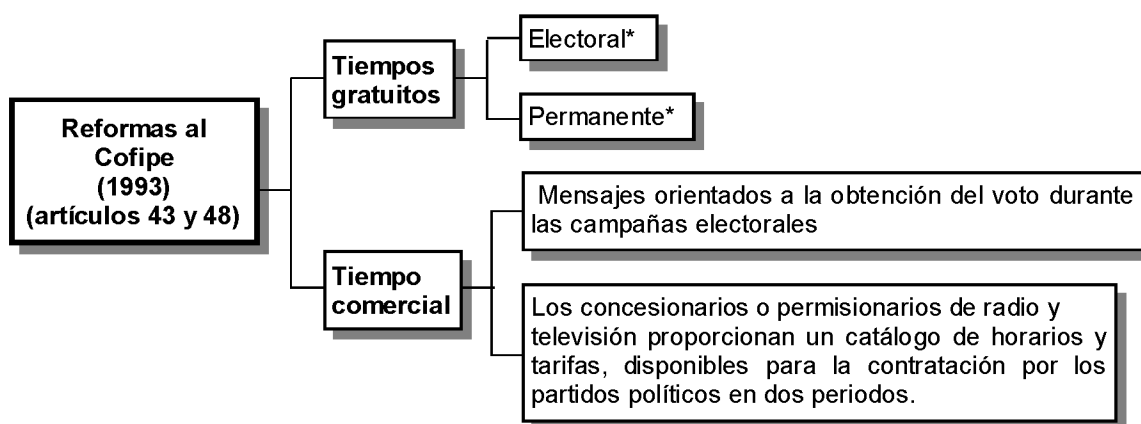 Reformas al
Cofipe
(1993)
(artículos 43 y 48)
Tiempos
gratuitos
Electoral*
Permanente*
Tiempo
comercial
Mensajes orientados a la obtención del voto durante
las campañas electorales
Los concesionarios o permisionarios de radio y
televisión proporcionan un catálogo de horarios y
tarifas, disponibles para la contratación por los
partidos políticos en dos periodos.